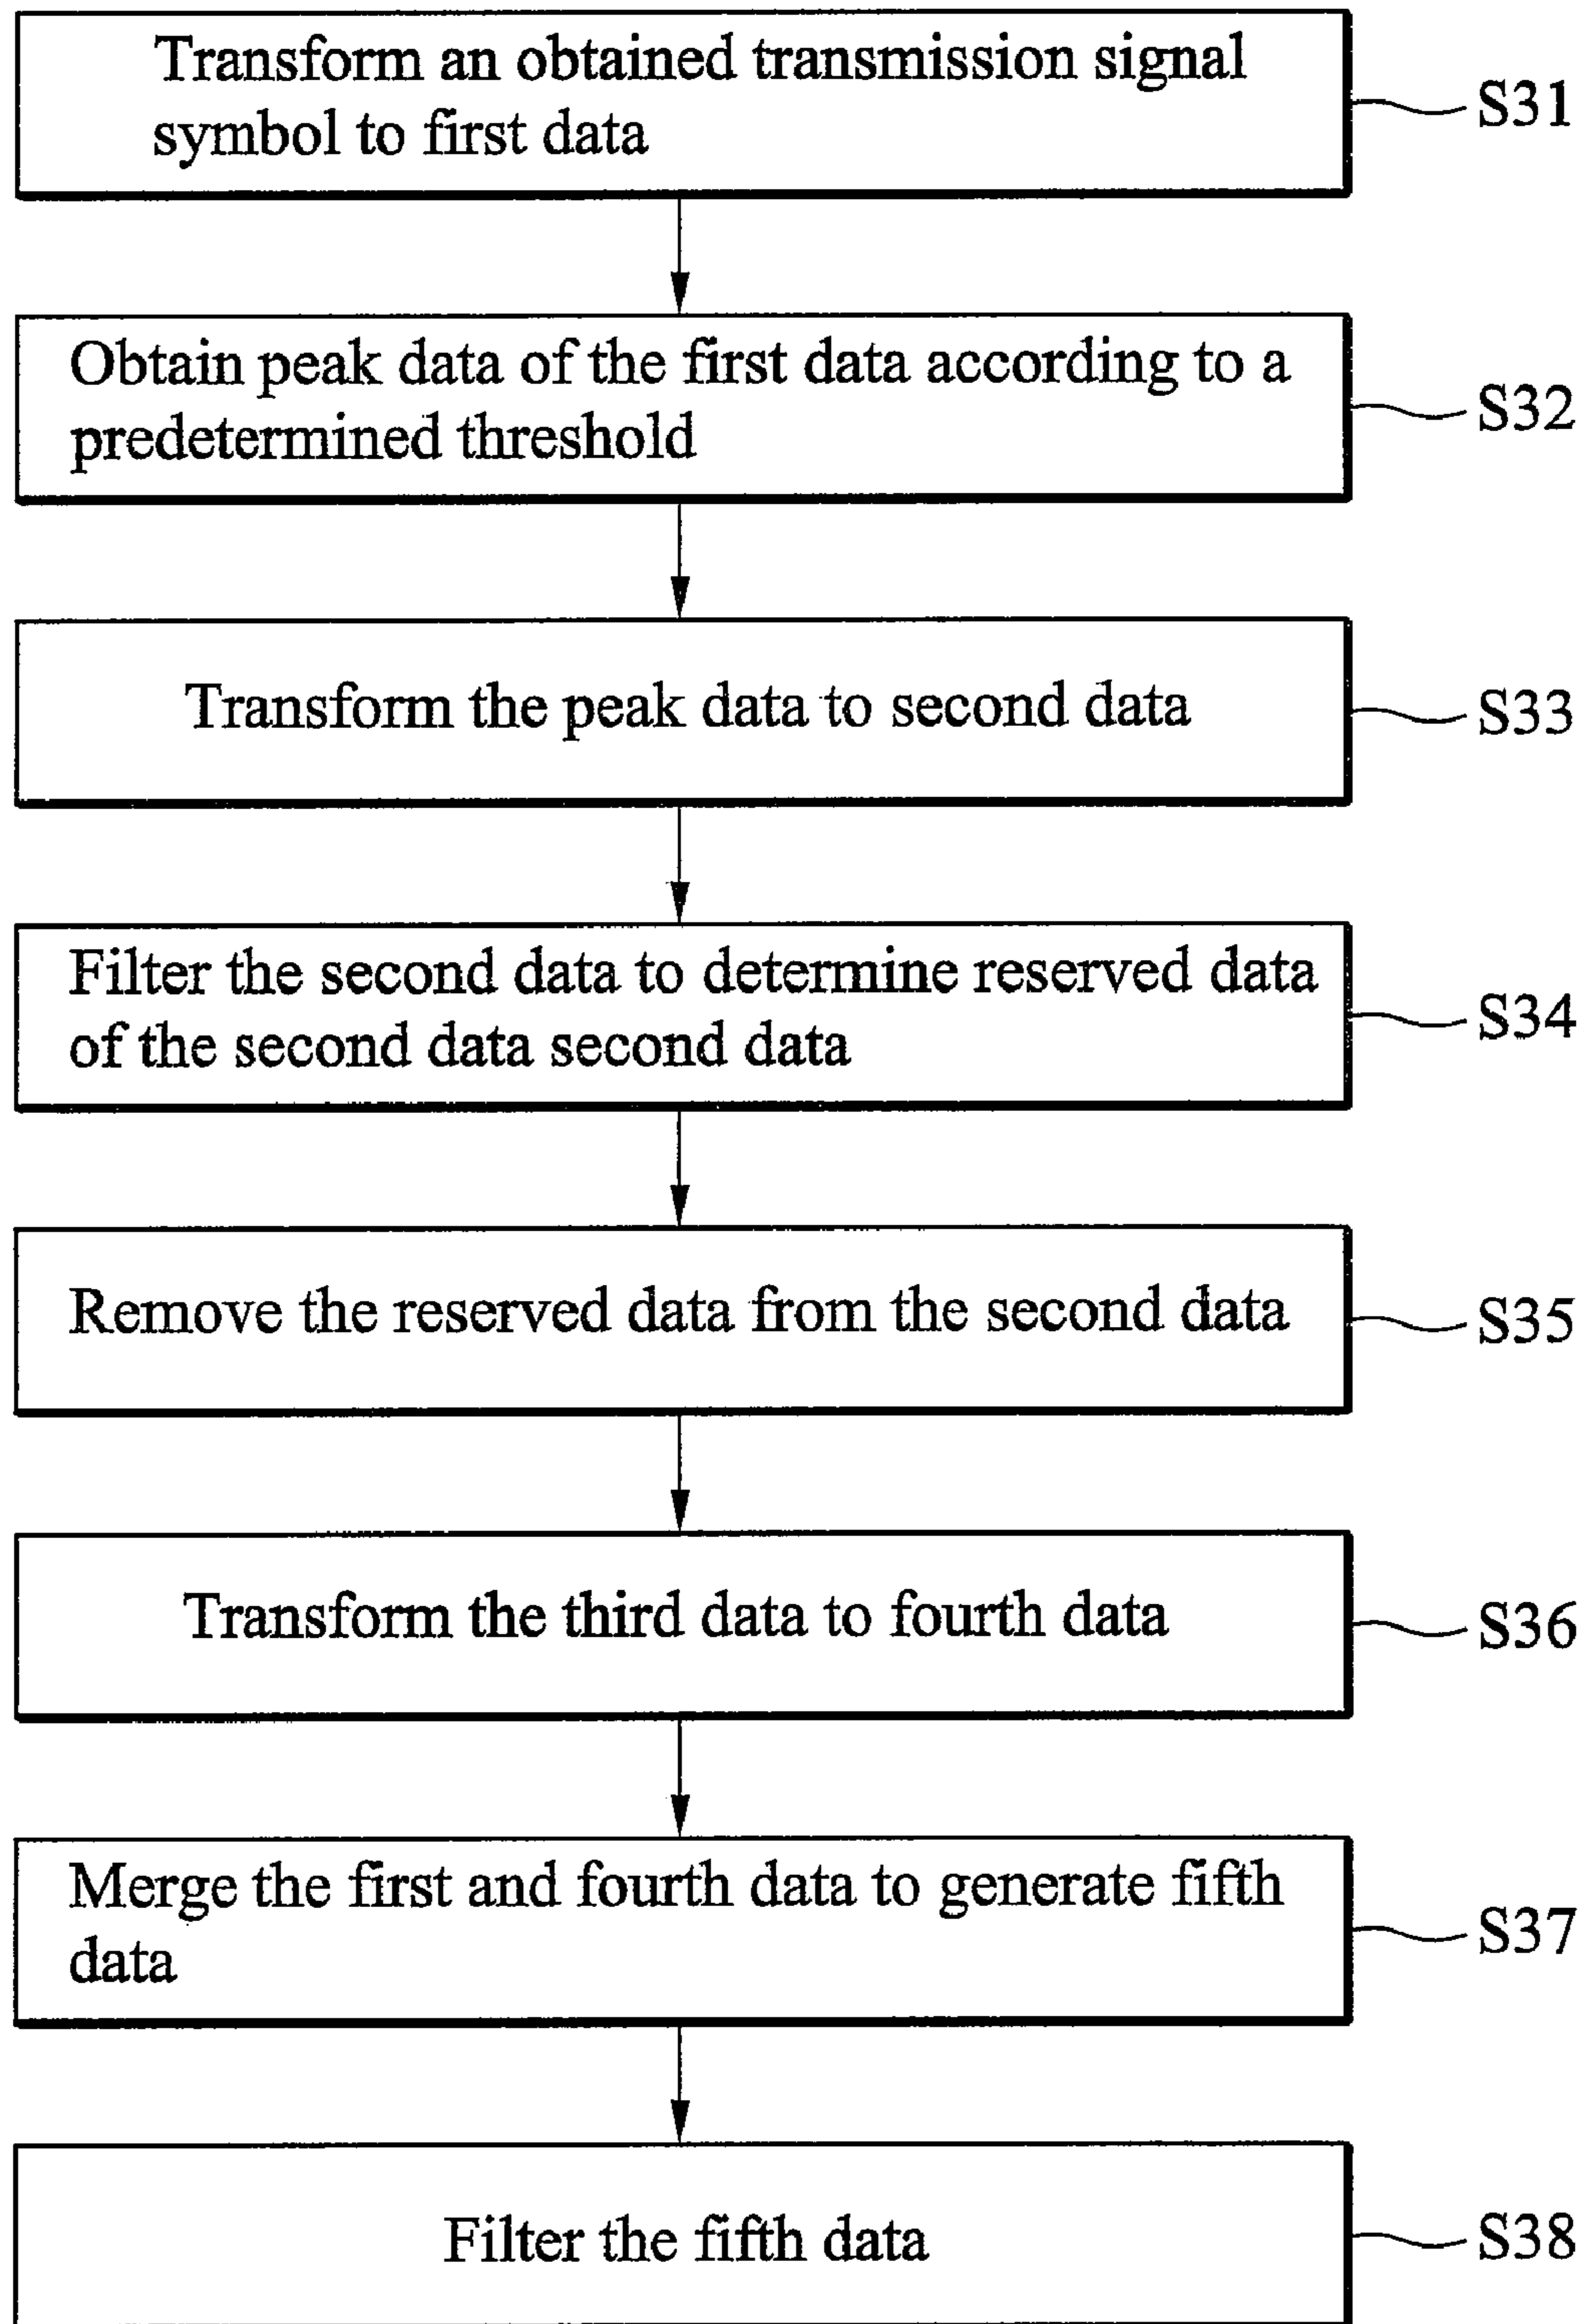 Transform an obtained transmission signal
symbol to first data
S31
Obtain peak data of the first data according to a
predetermined threshold
S32
Transform the peak data to second data
S33
Filter the second data to determine reserved data
of the second data second data
S34
Remove the reserved data from the second data
S35
Transform the third data to fourth data
S36
Merge the first and fourth data to generate fifth
data
S37
Filter the fifth data
S38